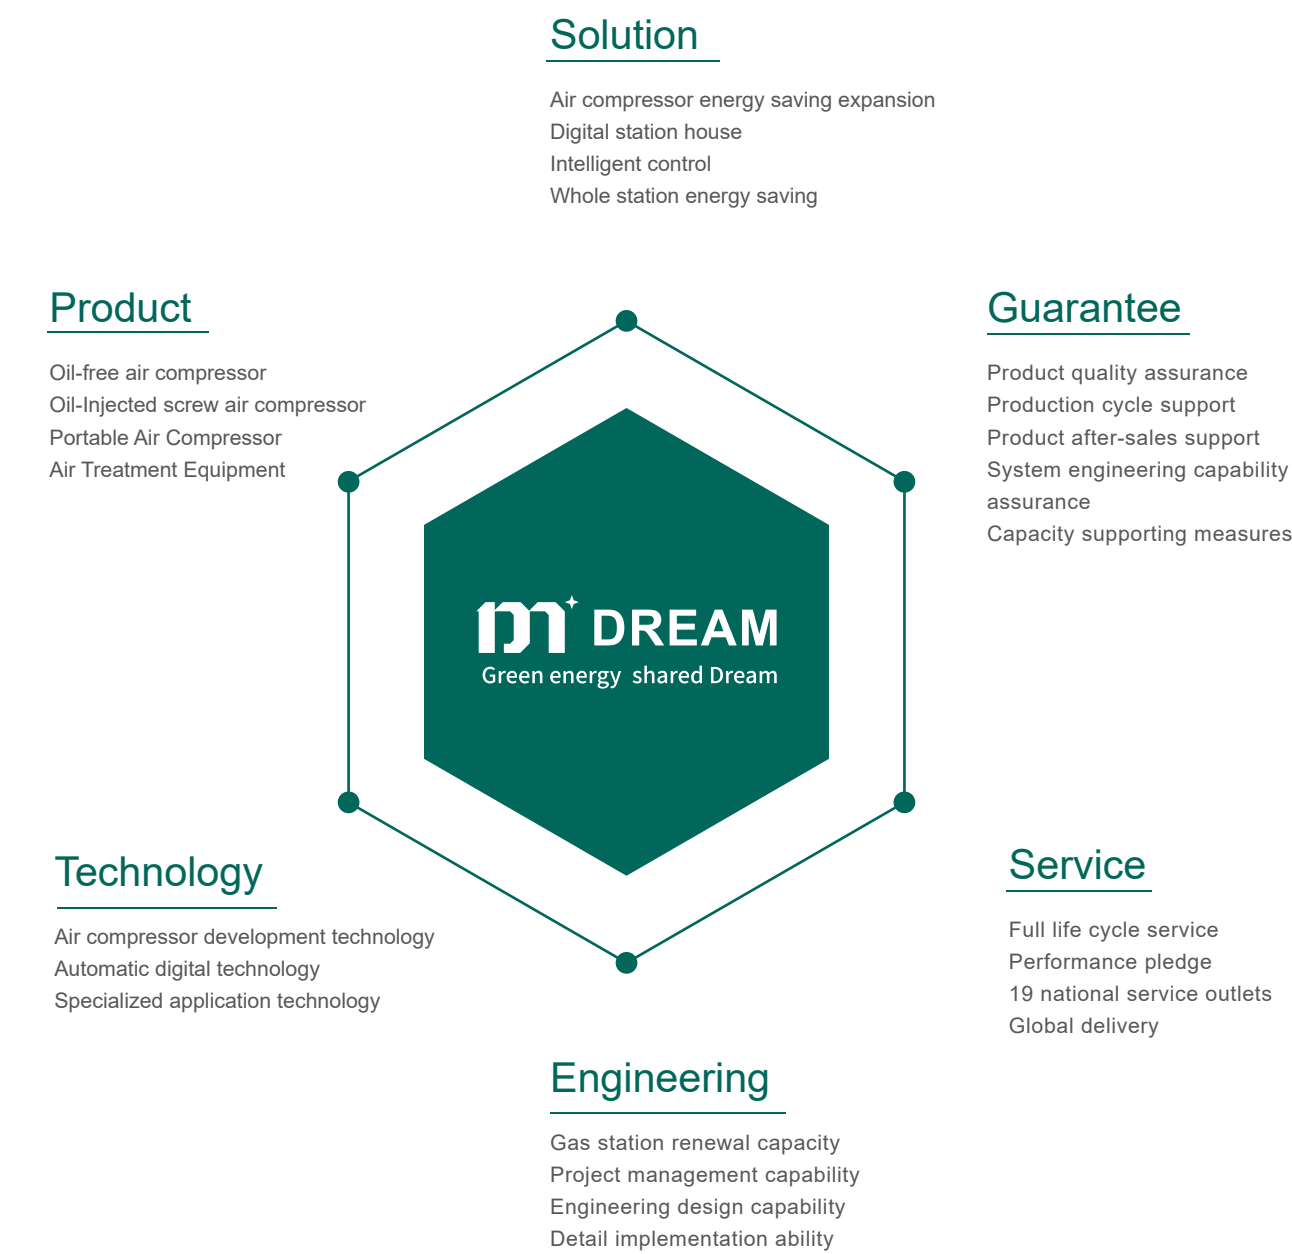 Solution
Air compressor energy saving expansion
Digital station house
Intelligent control
Whole station energy saving
Product
Oil-free air compressor
Oil-Injected screw air compressor
Portable Air Compressor
Air Treatment Equipment
Guarantee
Product quality assurance
Production cycle support
Product after-sales support
System engineering capability
assurance
Capacity supporting measures
m DREAM
Green energy shared Dream
Technology
Air compressor development technology
Automatic digital technology
Specialized application technology
Service
Full life cycle service
Performance pledge
19 national service outlets
Global delivery
Engineering
Gas station renewal capacity
Project management capability
Engineering design capability
Detail implementation ability